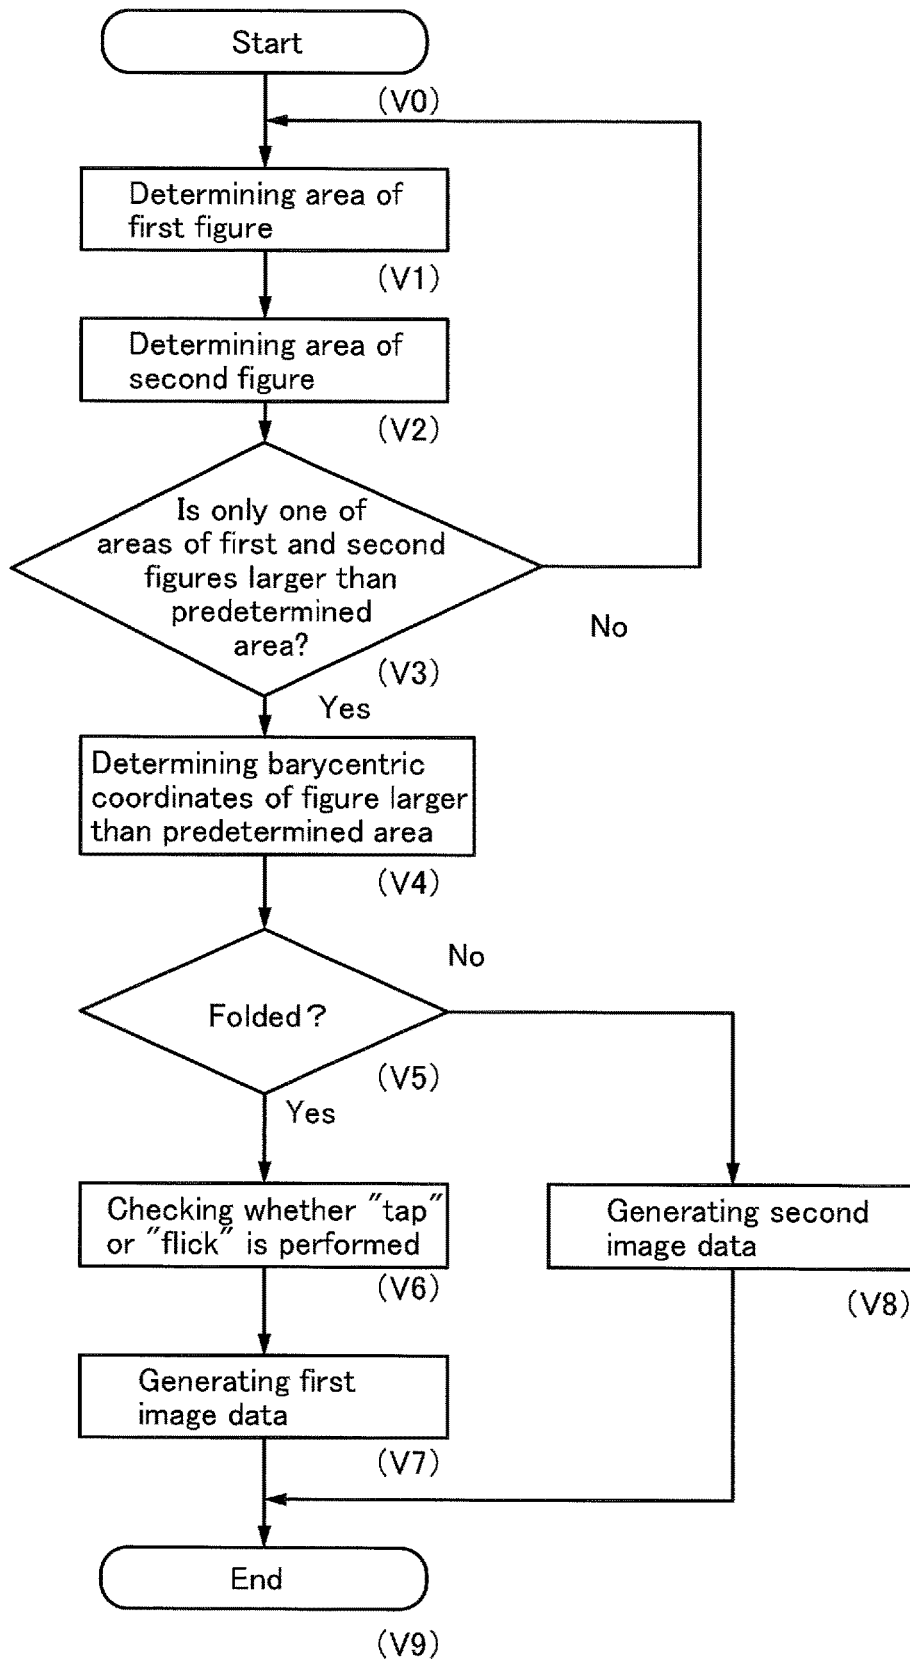 Start
(V0)
Determining area of
first figure
(V1)
Determining area of
second figure
(V2)
Is only one of
areas of first and second
figures larger than
predetermined
area?
No
(V3)
Yes
Determining barycentric
coordinates of figure larger
than predetermined area
(V4)
No
Folded?
(V5)
Yes
Checking whether "tap"
or "flick" is performed
(V6)
Generating second
image data
(V8)
Generating first
image data
(V7)
End
(V9)